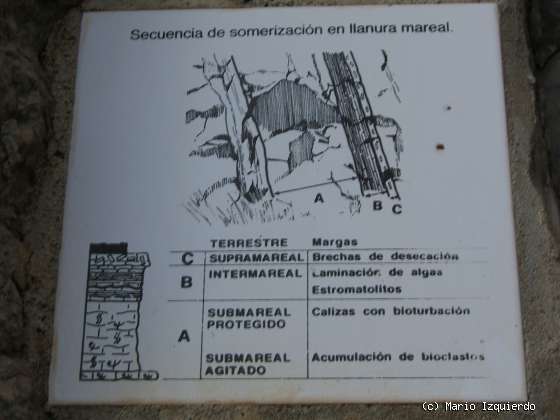 Secuencia de somerización en llanura mareal.
A
B
C
TERRESTRE Margas
C SUPRAMAREAL Brechas de desecación
B INTERMAREAL Laminación de algas
Estromatolitos
A SUBMAREAL PROTEGIDO Calizas con bioturbación
SUBMAREAL AGITADO Acumulación de bioclastos
(c) Mario Izquierdo